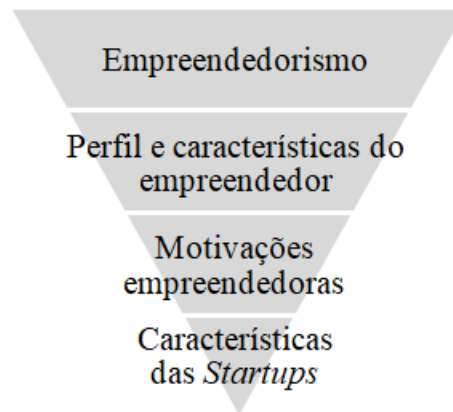 Empreendedorismo
Perfil e características do
empreendedor
Motivações
empreendedoras
Características
das Startups